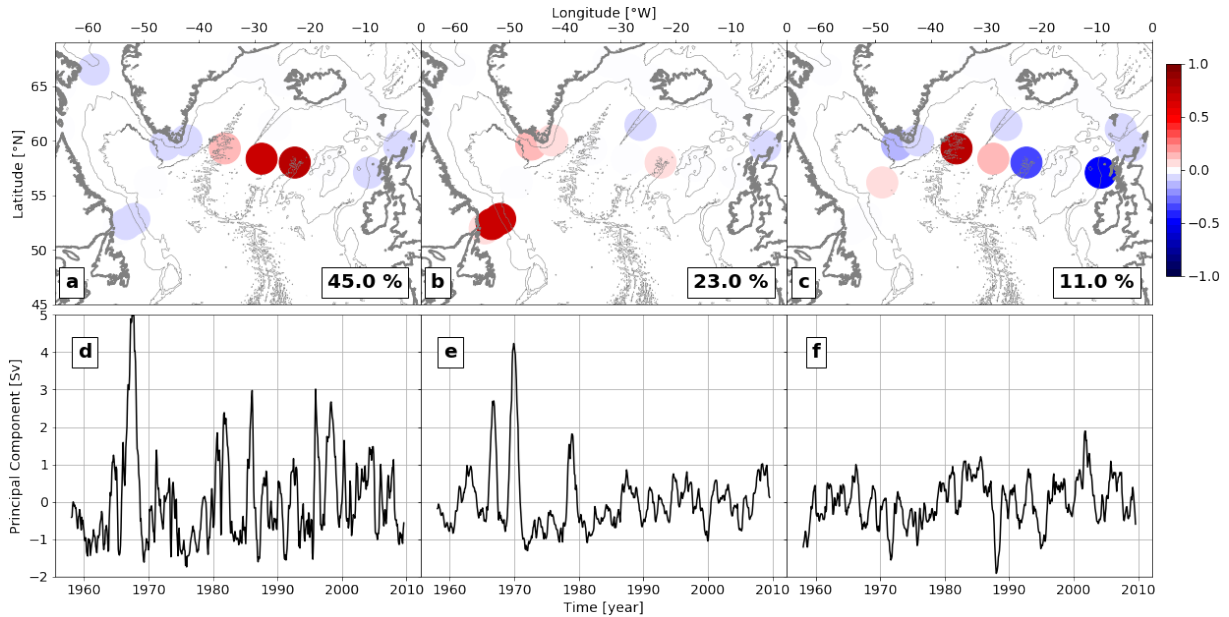 Longitude [°W]
−60 −50 −40 −30 −20 −10 −60 −50 −40 −30 −20 −10 −60 −50 −40 −30 −20 −10 0
Latitude [°N]
65
60
55
50
45
a 45.0 %
b 23.0 %
c 11.0 %
1.0
0.5
0.0
−0.5
−1.0
Principal Component [Sv]
5
4
3
2
1
0
−1
−2
d
e
f
1960 1970 1980 1990 2000 2010 1960 1970 1980 1990 2000 2010 1960 1970 1980 1990 2000 2010
Time [year]